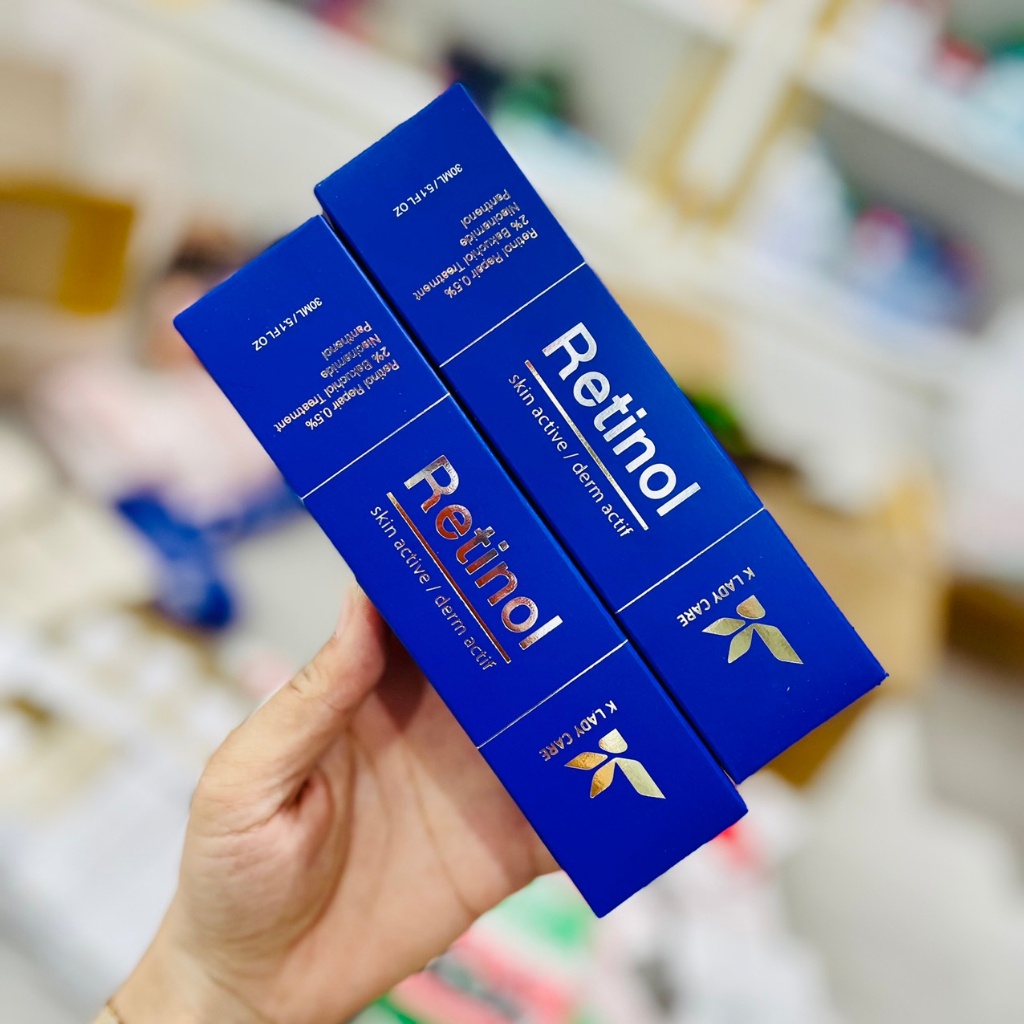 K LADY CARE
Retinol
skin active / derm actif
Retinol Repair 0.5%
2% Bakuchiol Treatment
Niacinamide
Panthenol
30ML / 5.1 FL OZ
K LADY CARE
Retinol
skin active / derm actif
Retinol Repair 0.5%
2% Bakuchiol Treatment
Niacinamide
Panthenol
30ML / 5.1 FL OZ